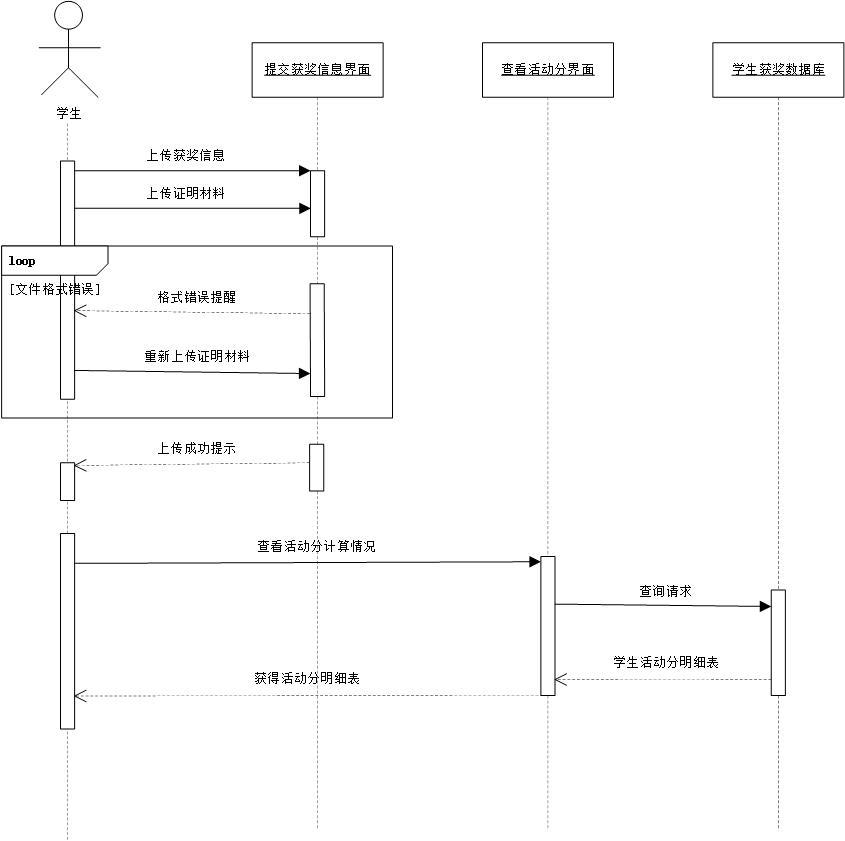 提交获奖信息界面
查看活动分界面
学生获奖数据库
学生
上传获奖信息
上传证明材料
loop
[文件格式错误]
格式错误提醒
重新上传证明材料
上传成功提示
查看活动分计算情况
查询请求
学生活动分明细表
获得活动分明细表